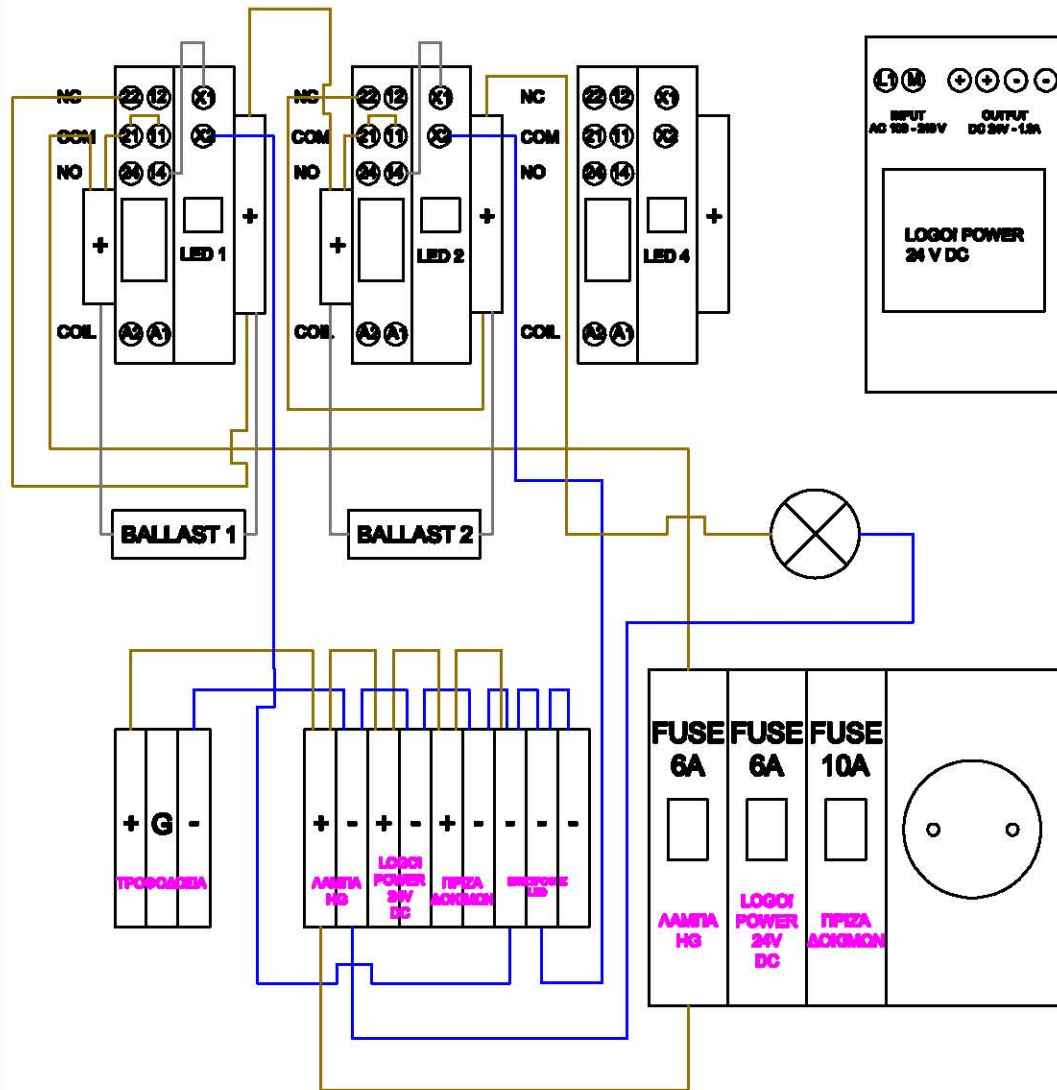 NC 22 12 X1
COM 21 11 X2
NO 24 14
+ LED 1 +
COIL A2 A1
NC 22 12 X1
COM 21 11 X2
NO 24 14
+ LED 2 +
COIL A2 A1
NC 22 12 X1
COM 21 11 X2
NO 24 14
LED 4 +
COIL A2 A1
L1 M + + - -
INPUT OUTPUT
AC 100 - 240 V DC 24V - 1.3A
LOGO! POWER
24 V DC
BALLAST 1
BALLAST 2
+ G -
ΤΡΟΦΟΔΟΣΙΑ
+ - + - + - - - -
ΛΑΜΠΑ
HG
LOGO!
POWER
24V
DC
ΠΡΙΖΑ
ΔΟΚΙΜΩΝ
LED
FUSE
6A
ΛΑΜΠΑ
HG
FUSE
6A
LOGO!
POWER
24V
DC
FUSE
10A
ΠΡΙΖΑ
ΔΟΚΙΜΩΝ